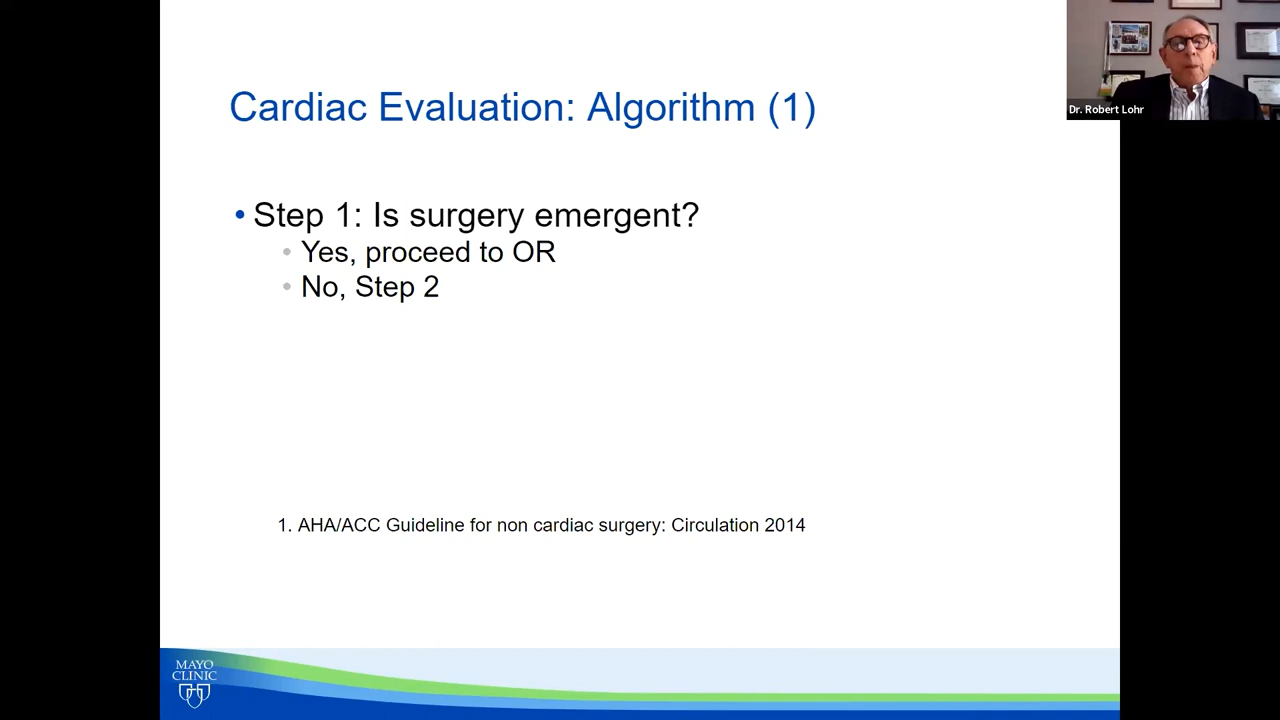 Cardiac Evaluation: Algorithm (1)
Dr. Robert Lohr
• Step 1: Is surgery emergent?
• Yes, proceed to OR
• No, Step 2
1. AHA/ACC Guideline for non cardiac surgery: Circulation 2014
MAYO
CLINIC